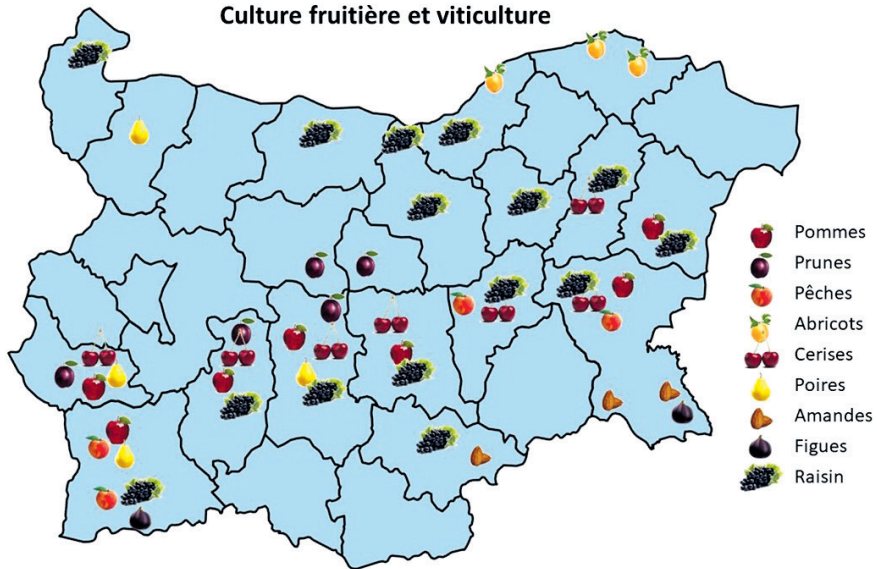 Culture fruitière et viticulture
Pommes
Prunes
Pêches
Abricots
Cerises
Poires
Amandes
Figues
Raisin